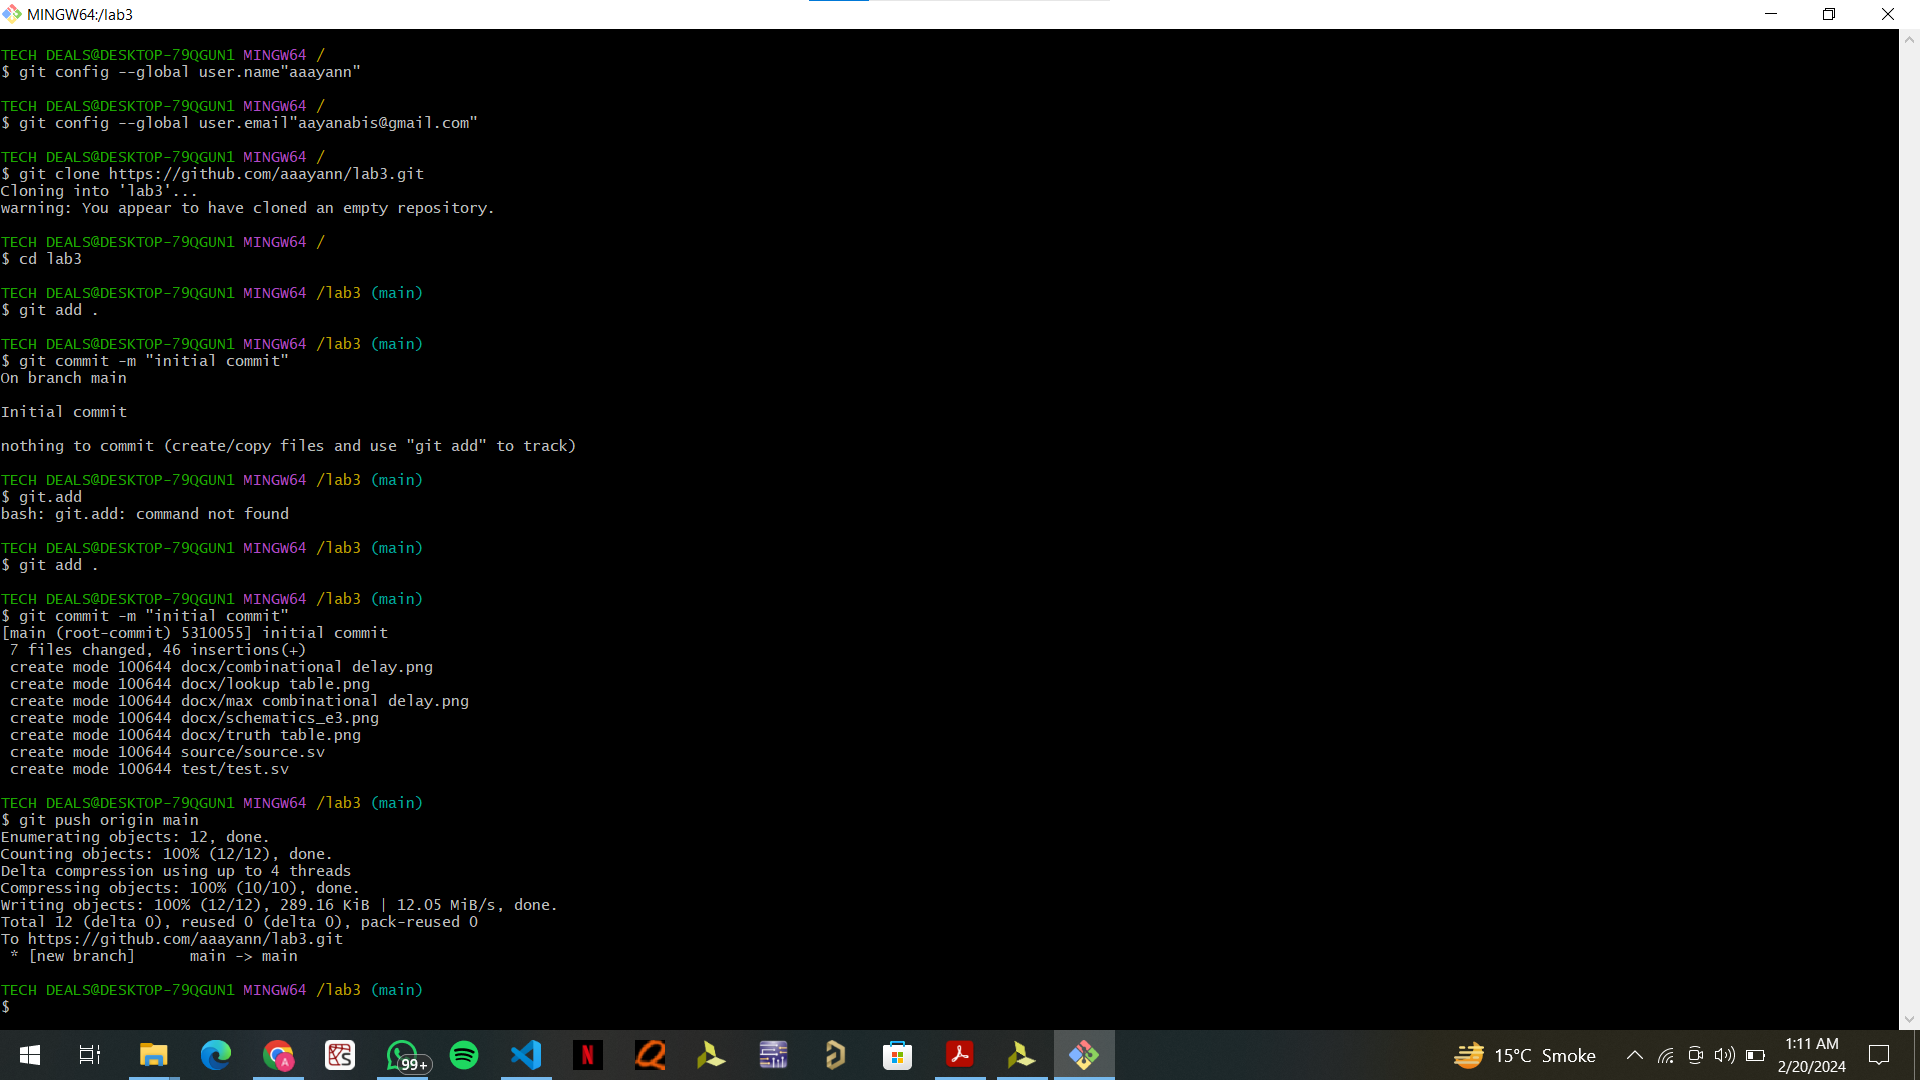 MINGW64:/lab3
TECH DEALS@DESKTOP-79QGUN1 MINGW64 /
$ git config --global user.name"aaayann"
TECH DEALS@DESKTOP-79QGUN1 MINGW64 /
$ git config --global user.email"aayanabis@gmail.com"
TECH DEALS@DESKTOP-79QGUN1 MINGW64 /
$ git clone https://github.com/aaayann/lab3.git
Cloning into 'lab3'...
warning: You appear to have cloned an empty repository.
TECH DEALS@DESKTOP-79QGUN1 MINGW64 /
$ cd lab3
TECH DEALS@DESKTOP-79QGUN1 MINGW64 /lab3 (main)
$ git add .
TECH DEALS@DESKTOP-79QGUN1 MINGW64 /lab3 (main)
$ git commit -m "initial commit"
On branch main
Initial commit
nothing to commit (create/copy files and use "git add" to track)
TECH DEALS@DESKTOP-79QGUN1 MINGW64 /lab3 (main)
$ git.add
bash: git.add: command not found
TECH DEALS@DESKTOP-79QGUN1 MINGW64 /lab3 (main)
$ git add .
TECH DEALS@DESKTOP-79QGUN1 MINGW64 /lab3 (main)
$ git commit -m "initial commit"
[main (root-commit) 5310055] initial commit
7 files changed, 46 insertions(+)
create mode 100644 docx/combinational delay.png
create mode 100644 docx/lookup table.png
create mode 100644 docx/max combinational delay.png
create mode 100644 docx/schematics_e3.png
create mode 100644 docx/truth table.png
create mode 100644 source/source.sv
create mode 100644 test/test.sv
TECH DEALS@DESKTOP-79QGUN1 MINGW64 /lab3 (main)
$ git push origin main
Enumerating objects: 12, done.
Counting objects: 100% (12/12), done.
Delta compression using up to 4 threads
Compressing objects: 100% (10/10), done.
Writing objects: 100% (12/12), 289.16 KiB | 12.05 MiB/s, done.
Total 12 (delta 0), reused 0 (delta 0), pack-reused 0
To https://github.com/aaayann/lab3.git
* [new branch]      main -> main
TECH DEALS@DESKTOP-79QGUN1 MINGW64 /lab3 (main)
$
99+
15°C Smoke
1:11 AM
2/20/2024